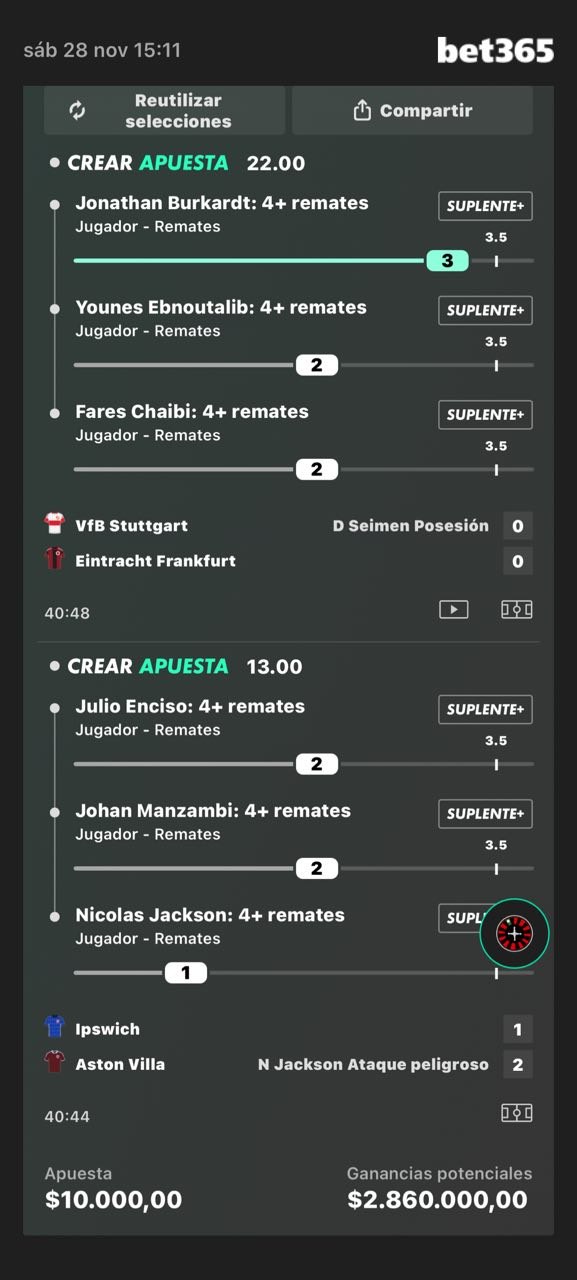 sáb 28 nov 15:11
bet365
Reutilizar
selecciones
Compartir
CREAR APUESTA 22.00
Jonathan Burkardt: 4+ remates
SUPLENTE+
Jugador - Remates
3.5
3
Younes Ebnoutalib: 4+ remates
SUPLENTE+
Jugador - Remates
3.5
2
Fares Chaibi: 4+ remates
SUPLENTE+
Jugador - Remates
3.5
2
VfB Stuttgart D Seimen Posesión 0
Eintracht Frankfurt 0
40:48
CREAR APUESTA 13.00
Julio Enciso: 4+ remates
SUPLENTE+
Jugador - Remates
3.5
2
Johan Manzambi: 4+ remates
SUPLENTE+
Jugador - Remates
3.5
2
Nicolas Jackson: 4+ remates
Jugador - Remates
1
Ipswich 1
Aston Villa N Jackson Ataque peligroso 2
40:44
Apuesta Ganancias potenciales
$10.000,00 $2.860.000,00